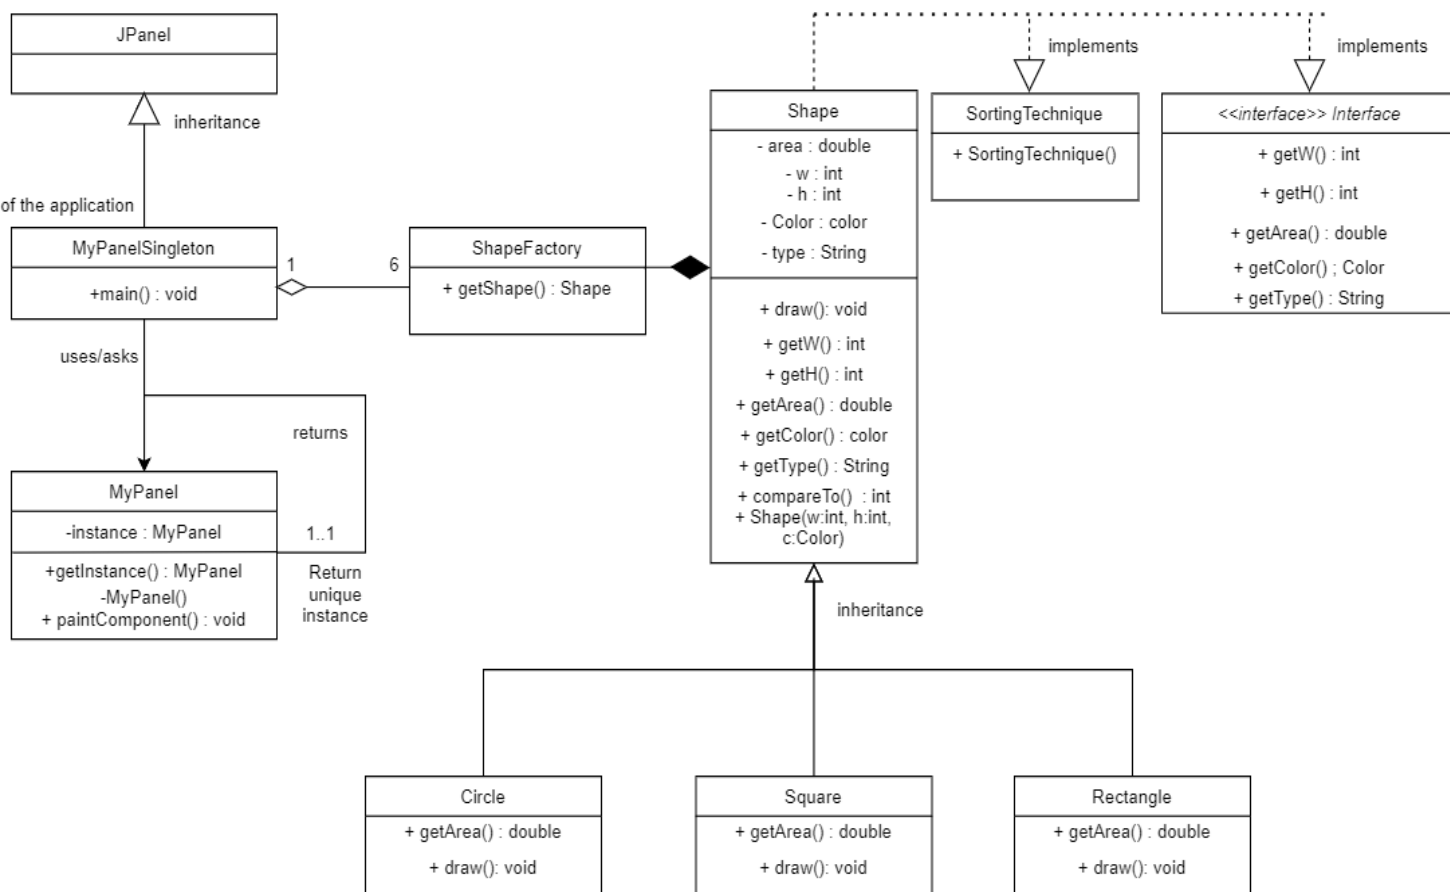 JPanel
inheritance
of the application
MyPanelSingleton
+main() : void
1
6
ShapeFactory
+ getShape() : Shape
uses/asks
returns
MyPanel
-instance : MyPanel
1..1
+getInstance() : MyPanel
-MyPanel()
+ paintComponent() : void
Return
unique
instance
Shape
- area : double
- w : int
- h : int
- Color : color
- type : String
+ draw(): void
+ getW() : int
+ getH() : int
+ getArea() : double
+ getColor() : color
+ getType() : String
+ compareTo()  : int
+ Shape(w:int, h:int,
c:Color)
implements
SortingTechnique
+ SortingTechnique()
implements
<<interface>> Interface
+ getW() : int
+ getH() : int
+ getArea() : double
+ getColor() ; Color
+ getType() : String
inheritance
Circle
+ getArea() : double
+ draw(): void
Square
+ getArea() : double
+ draw(): void
Rectangle
+ getArea() : double
+ draw(): void